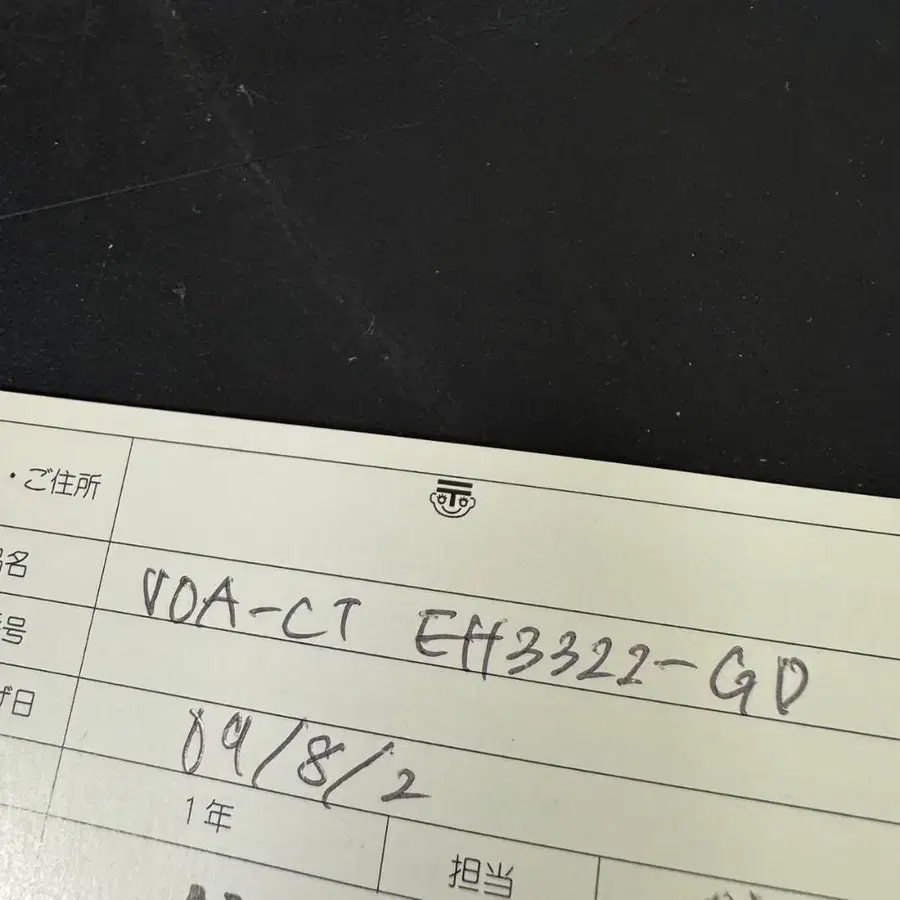 ・ご住所
名
VOA-CT EH3322-GD
号
日
09/8/2
1年
担当